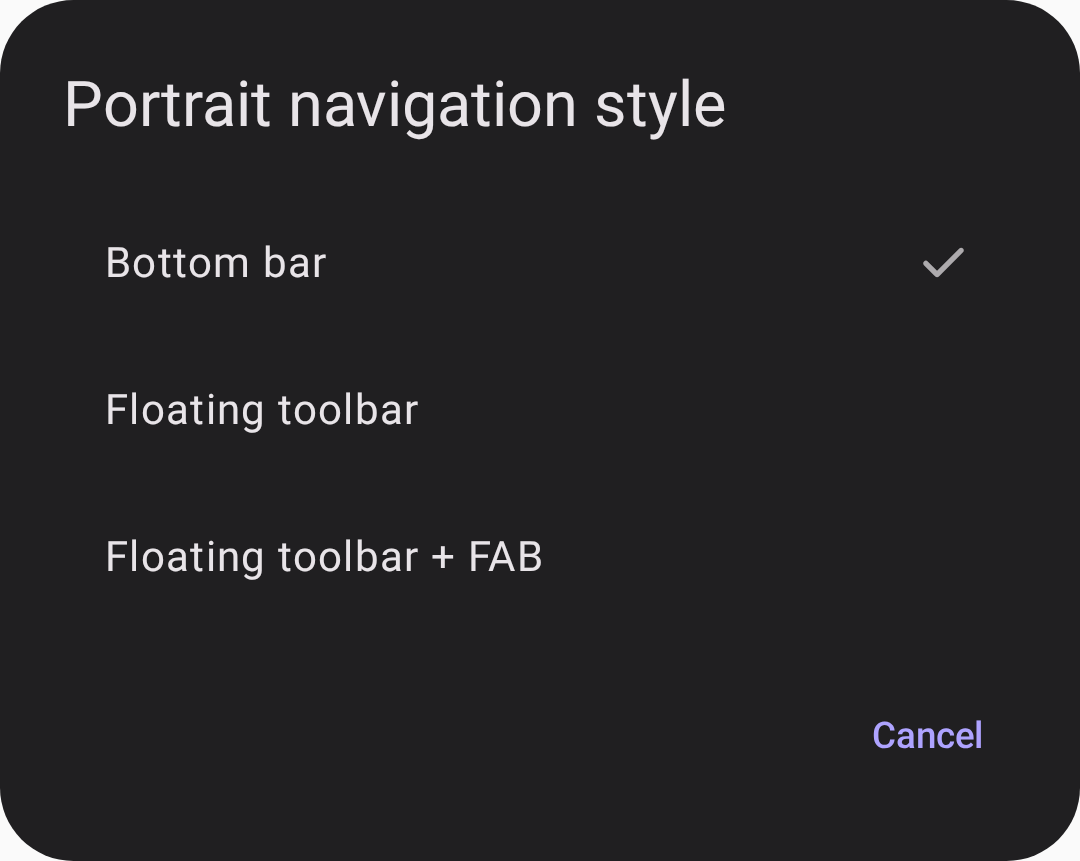 Portrait navigation style
Bottom bar
Floating toolbar
Floating toolbar + FAB
Cancel